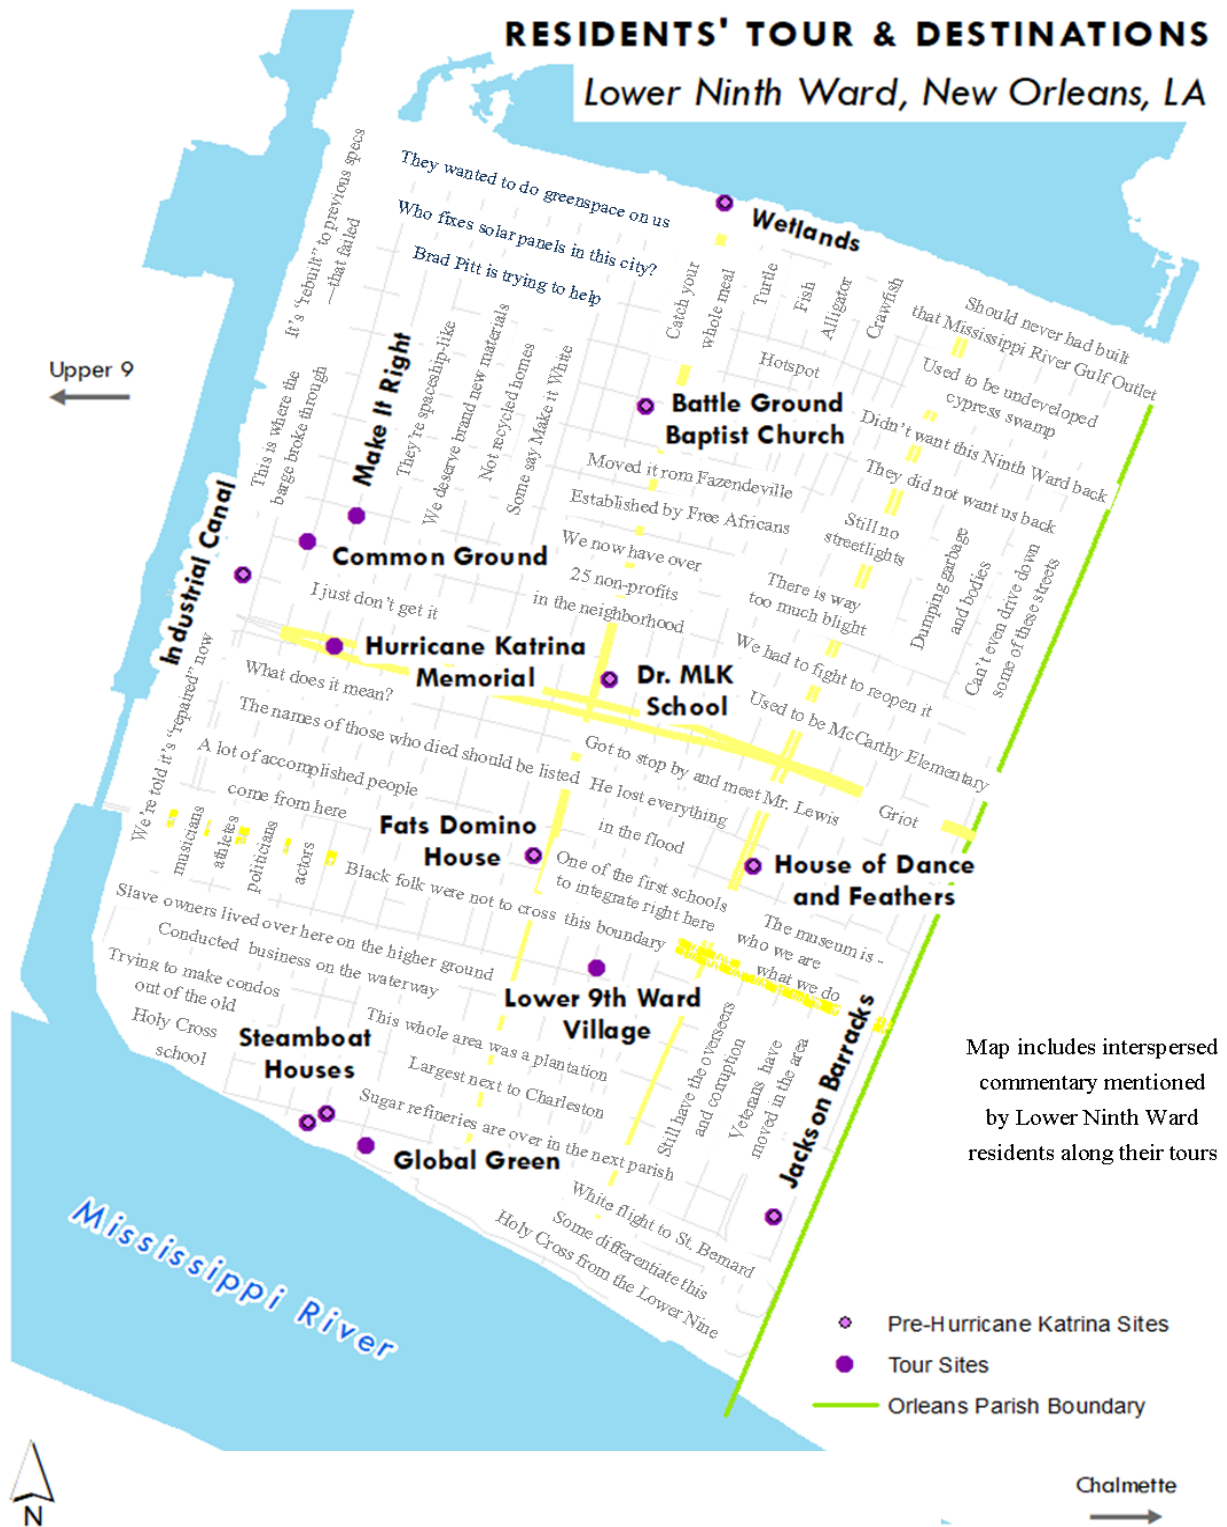 RESIDENTS' TOUR & DESTINATIONS
Lower Ninth Ward, New Orleans, LA
They wanted to do greenspace on us
Who fixes solar panels in this city?
Brad Pitt is trying to help
It's "rebuilt" to previous specs
—that failed
Wetlands
Catch your
whole meal
Turtle
Fish
Alligator
Crawfish
Hotspot
Should never had built
that Mississippi River Gulf Outlet
Used to be undeveloped
cypress swamp
Didn't want this Ninth Ward back
They did not want us back
Upper 9
This is where the
barge broke through
Make It Right
They're spaceship-like
We deserve brand new materials
Not recycled homes
Some say Make it White
Battle Ground
Baptist Church
Moved it rom Fazendeville
Established by Free Africans
We now have over
25 non-profits
in the neighborhood
Still no
streetlights
There is way
too much blight
Dumping garbage
and bodies
Can't even drive down
some of these streets
Industrial Canal
Common Ground
I just don't get it
Hurricane Katrina
Memorial
What does it mean?
The names of those who died should be listed
Dr. MLK
School
We had to fight to reopen it
Used to be McCarthy Elementary
We're told it's "repaired" now
A lot of accomplished people
come from here
musicians
athletes
politicians
actors
Got to stop by and meet Mr. Lewis
He lost everything
in the flood
Griot
Fats Domino
House
House of Dance
and Feathers
One of the first schools
to integrate right here
Black folk were not to cross this boundary
The museum is -
who we are
what we do
Slave owners lived over here on the higher ground
Conducted business on the waterway
Trying to make condos
out of the old
Holy Cross
school
Lower 9th Ward
Village
Steamboat
Houses
This whole area was a plantation
Largest next to Charleston
Sugar refineries are over in the next parish
Still have the overseers
and corruption
Veterans have
moved in the area
Jackson Barracks
Map includes interspersed
commentary mentioned
by Lower Ninth Ward
residents along their tours
Global Green
White flight to St. Bernard
Some differentiate this
Holy Cross from the Lower Nine
Mississippi River
Pre-Hurricane Katrina Sites
Tour Sites
Orleans Parish Boundary
N
Chalmette